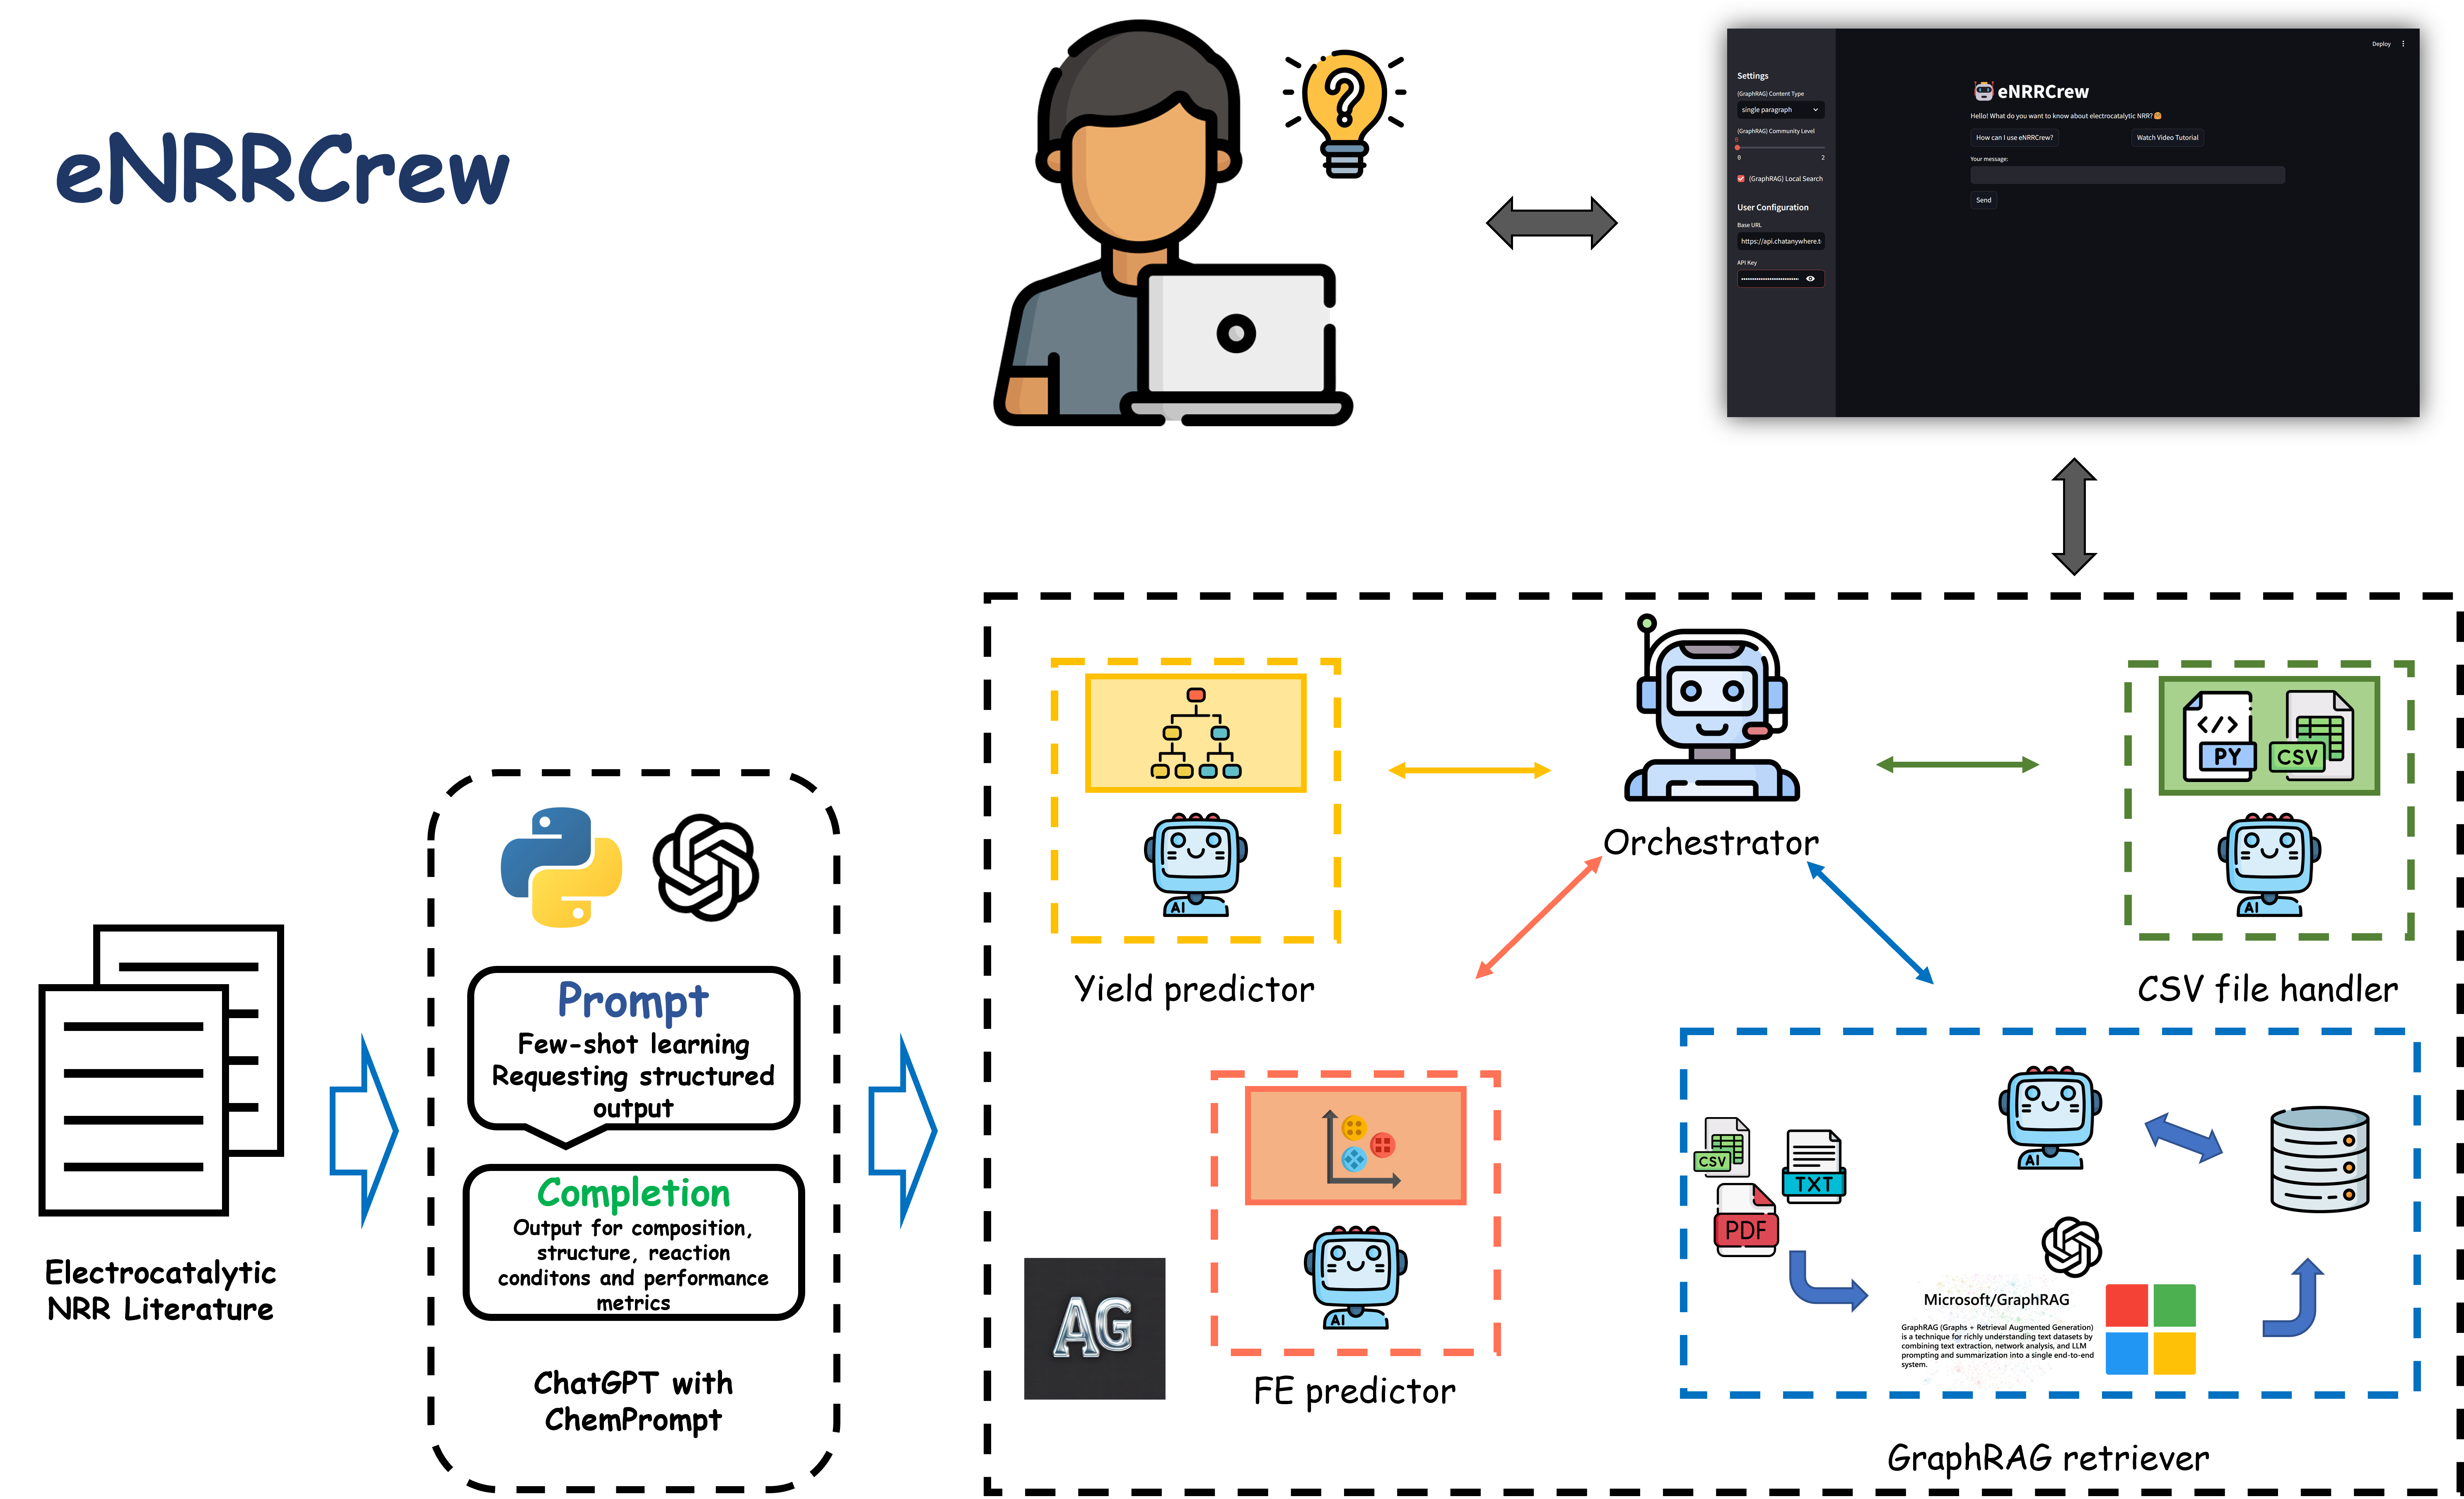 eNRRCrew
Deploy
Settings
(GraphRAG) Content Type
single paragraph
(GraphRAG) Community Level
0
0
2
(GraphRAG) Local Search
User Configuration
Base URL
https://api.chatanywhere.t
API Key
eNRRCrew
Hello! What do you want to know about electrocatalytic NRR?
How can I use eNRRCrew?
Watch Video Tutorial
Your message:
Send
Electrocatalytic
NRR Literature
Prompt
Few-shot learning
Requesting structured
output
Completion
Output for composition,
structure, reaction
conditons and performance
metrics
ChatGPT with
ChemPrompt
AI
Yield predictor
Orchestrator
PY
CSV
AI
CSV file handler
AG
AI
FE predictor
CSV
TXT
PDF
AI
Microsoft/GraphRAG
GraphRAG (Graphs + Retrieval Augmented Generation)
is a technique for richly understanding text datasets by
combining text extraction, network analysis, and LLM
prompting and summarization into a single end-to-end
system.
GraphRAG retriever